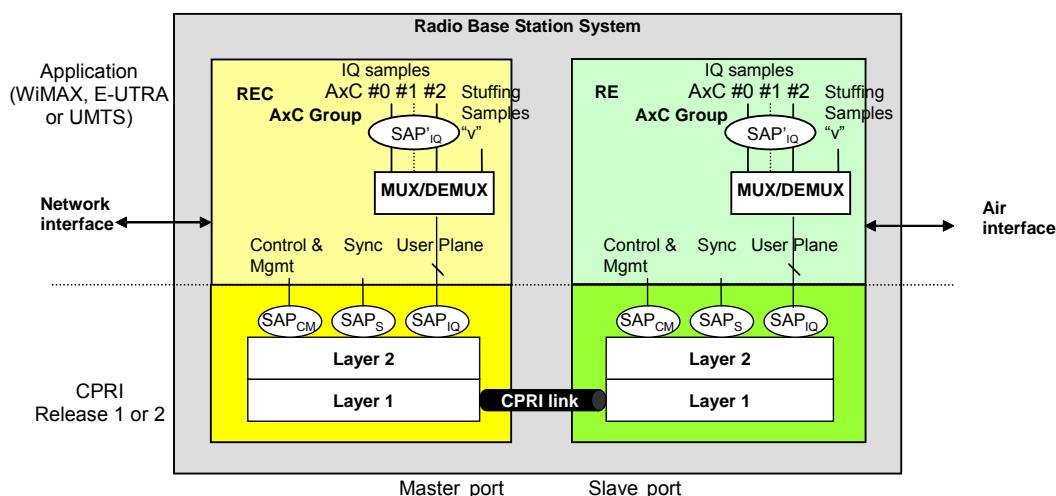 Radio Base Station System
Application
(WiMAX, E-UTRA
or UMTS)
REC
IQ samples
AxC #0 #1 #2
AxC Group
Stuffing
Samples
“v”
SAP’IQ
MUX/DEMUX
RE
IQ samples
AxC #0 #1 #2
AxC Group
Stuffing
Samples
“v”
SAP’IQ
MUX/DEMUX
Network
interface
Air
interface
Control &
Mgmt
Sync
User Plane
Control &
Mgmt
Sync
User Plane
SAPCM
SAPS
SAPIQ
SAPCM
SAPS
SAPIQ
Layer 2
Layer 2
CPRI
Release 1 or 2
Layer 1
CPRI link
Layer 1
Master port
Slave port